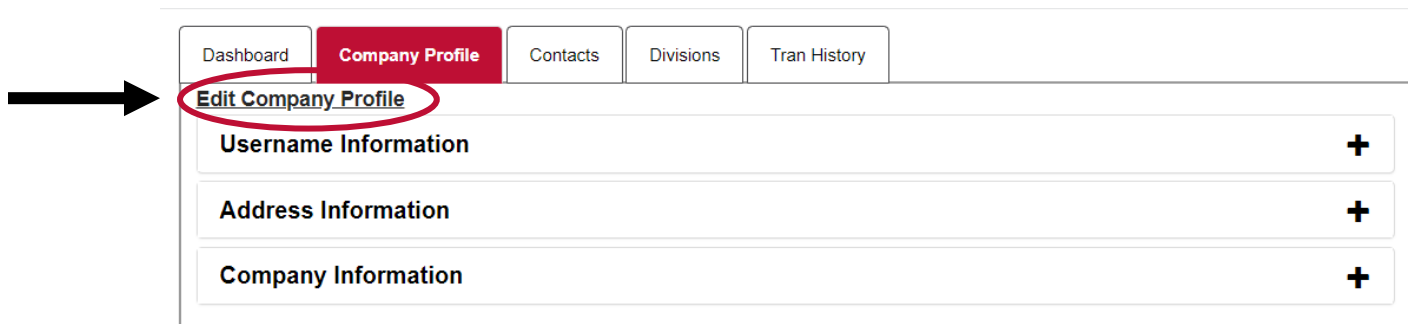 Dashboard Company Profile Contacts Divisions Tran History
Edit Company Profile
Username Information
Address Information
Company Information